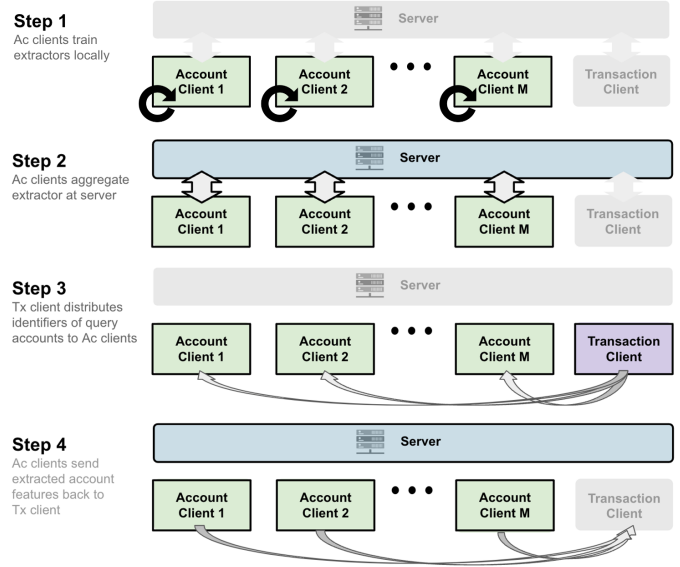 Step 1
Ac clients train
extractors locally
Server
Account
Client 1
Account
Client 2
Account
Client M
Transaction
Client
Step 2
Ac clients aggregate
extractor at server
Server
Account
Client 1
Account
Client 2
Account
Client M
Transaction
Client
Step 3
Tx client distributes
identifiers of query
accounts to Ac clients
Server
Account
Client 1
Account
Client 2
Account
Client M
Transaction
Client
Step 4
Ac clients send
extracted account
features back to
Tx client
Server
Account
Client 1
Account
Client 2
Account
Client M
Transaction
Client